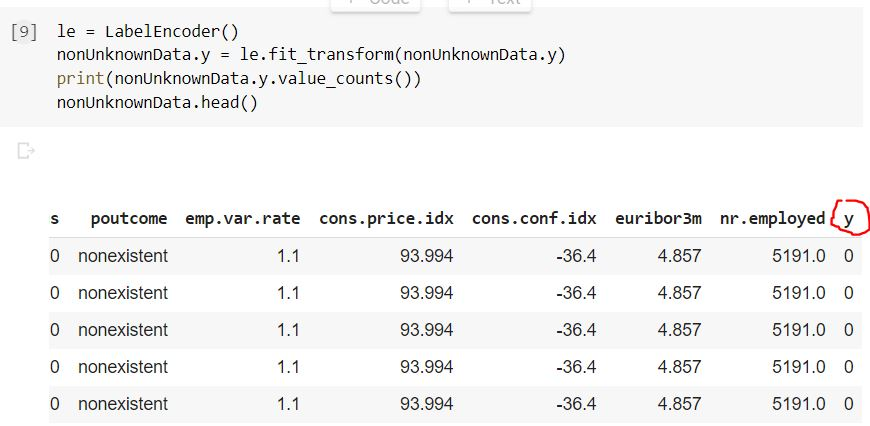 + Code + Text
[9] le = LabelEncoder()
nonUnknownData.y = le.fit_transform(nonUnknownData.y)
print(nonUnknownData.y.value_counts())
nonUnknownData.head()
s poutcome emp.var.rate cons.price.idx cons.conf.idx euribor3m nr.employed y
0 nonexistent 1.1 93.994 -36.4 4.857 5191.0 0
0 nonexistent 1.1 93.994 -36.4 4.857 5191.0 0
0 nonexistent 1.1 93.994 -36.4 4.857 5191.0 0
0 nonexistent 1.1 93.994 -36.4 4.857 5191.0 0
0 nonexistent 1.1 93.994 -36.4 4.857 5191.0 0